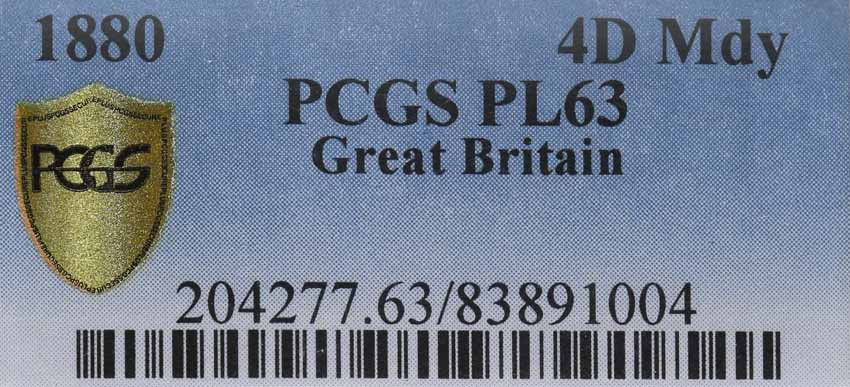 1880 4D Mdy
PCGS PL63
Great Britain
PCGS
204277.63/83891004